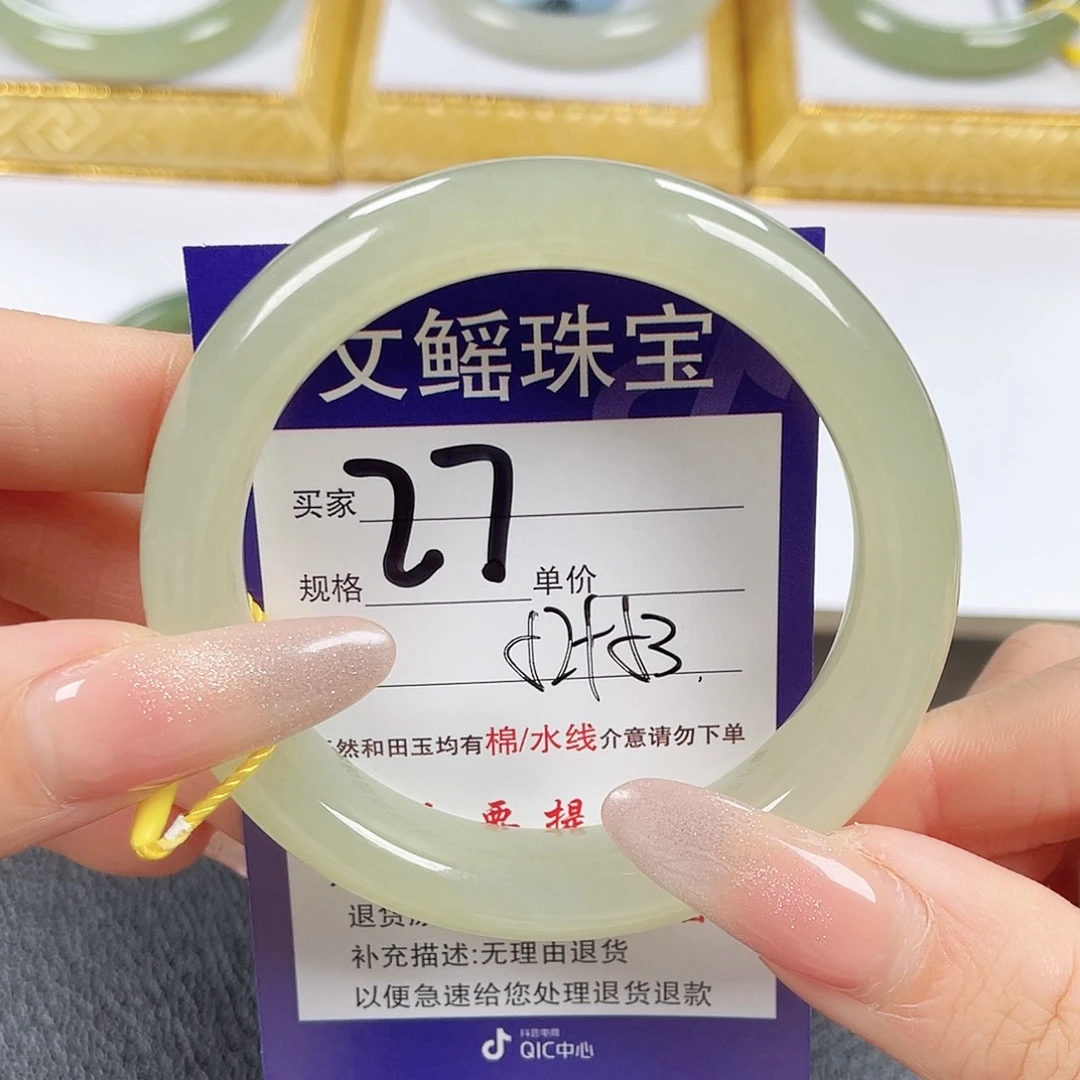 文鳐珠宝
买家 27
规格 单价
然和田玉均有棉/水线介意请勿下单
要 提
退货
补充描述:无理由退货
以便急速给您处理退货退款
抖音电商
QIC中心